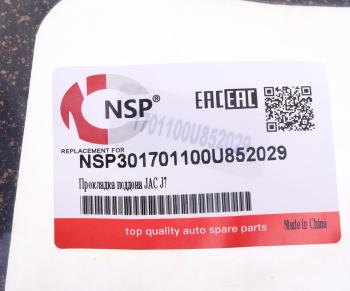 NSP®
EAC EAC
1701100U852029
REPLACEMENT FOR
NSP301701100U852029
Прокладка поддона JAC J7
Made in China
top quality auto spare parts